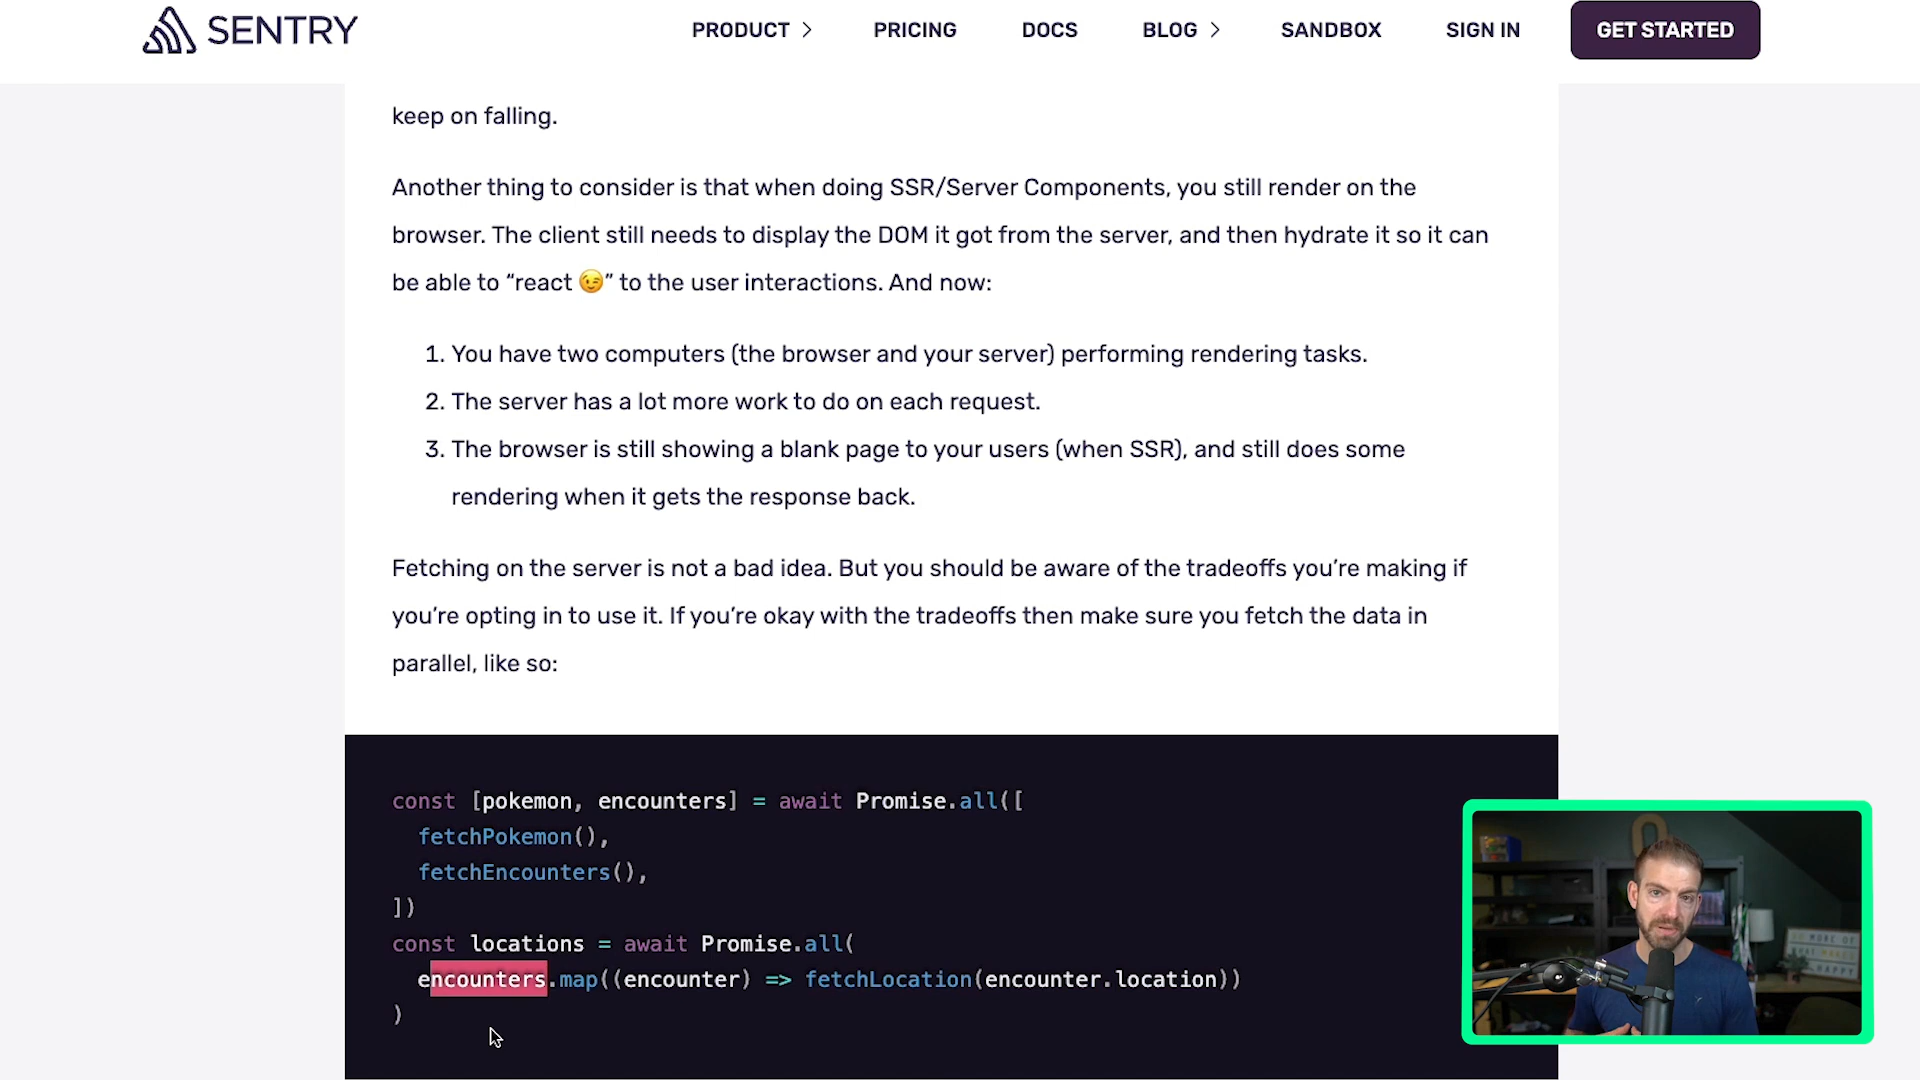 SENTRY
PRODUCT
PRICING
DOCS
BLOG
SANDBOX
SIGN IN
GET STARTED
keep on falling.
Another thing to consider is that when doing SSR/Server Components, you still render on the
browser. The client still needs to display the DOM it got from the server, and then hydrate it so it can
be able to “react 😉” to the user interactions. And now:
1. You have two computers (the browser and your server) performing rendering tasks.
2. The server has a lot more work to do on each request.
3. The browser is still showing a blank page to your users (when SSR), and still does some
rendering when it gets the response back.
Fetching on the server is not a bad idea. But you should be aware of the tradeoffs you’re making if
you’re opting in to use it. If you’re okay with the tradeoffs then make sure you fetch the data in
parallel, like so:
const [pokemon, encounters] = await Promise.all([
fetchPokemon(),
fetchEncounters(),
])
const locations = await Promise.all(
encounters.map((encounter) => fetchLocation(encounter.location))
)